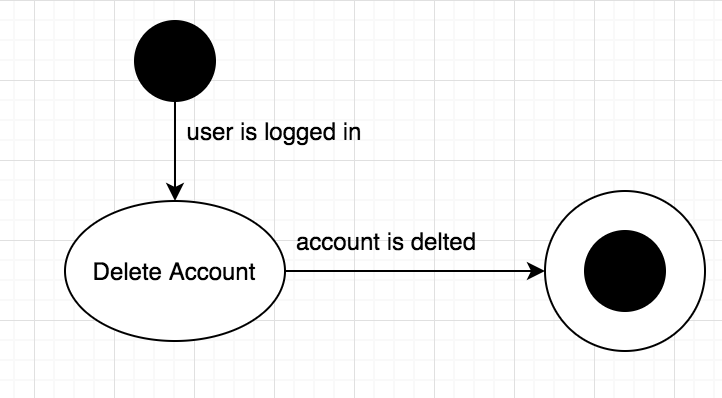 user is logged in
account is delted
Delete Account